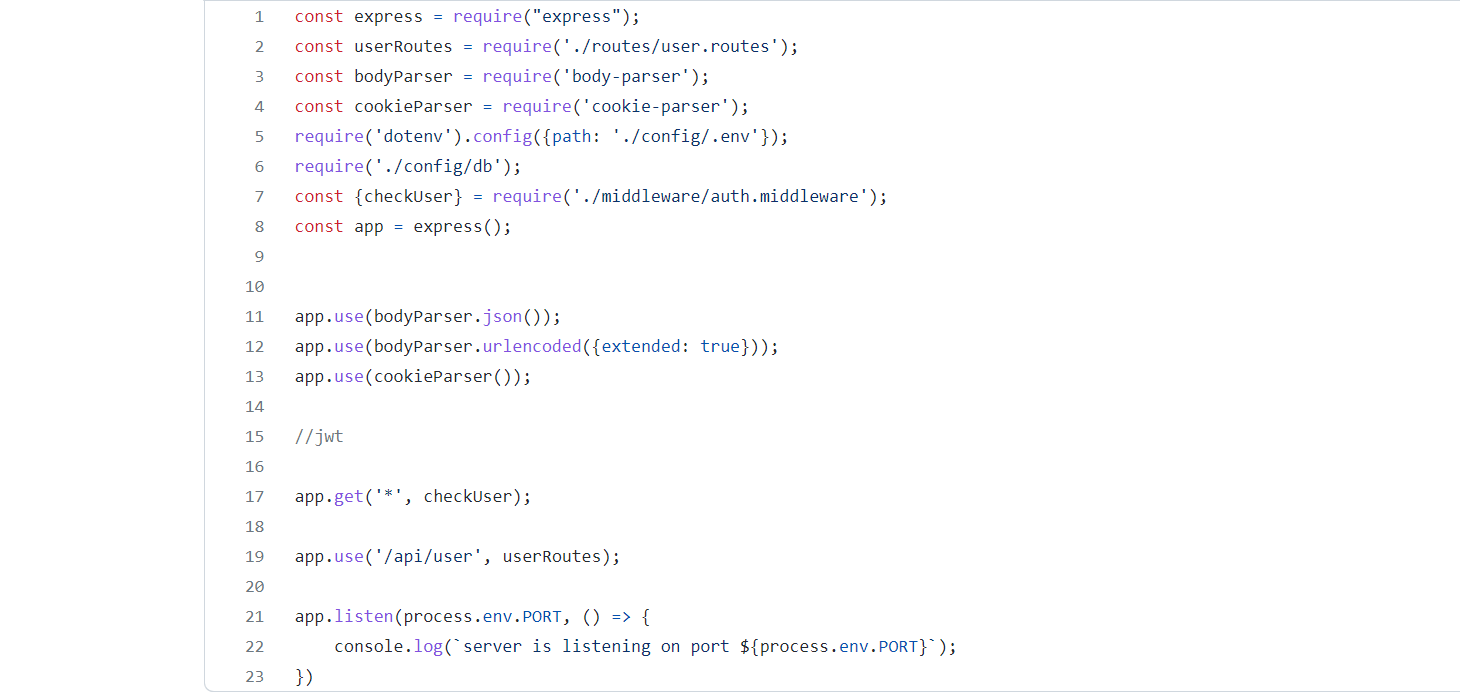 1 const express = require("express");
2 const userRoutes = require('./routes/user.routes');
3 const bodyParser = require('body-parser');
4 const cookieParser = require('cookie-parser');
5 require('dotenv').config({path: './config/.env'});
6 require('./config/db');
7 const {checkUser} = require('./middleware/auth.middleware');
8 const app = express();
9
10
11 app.use(bodyParser.json());
12 app.use(bodyParser.urlencoded({extended: true}));
13 app.use(cookieParser());
14
15 //jwt
16
17 app.get('*', checkUser);
18
19 app.use('/api/user', userRoutes);
20
21 app.listen(process.env.PORT, () => {
22     console.log(`server is listening on port ${process.env.PORT}`);
23 })